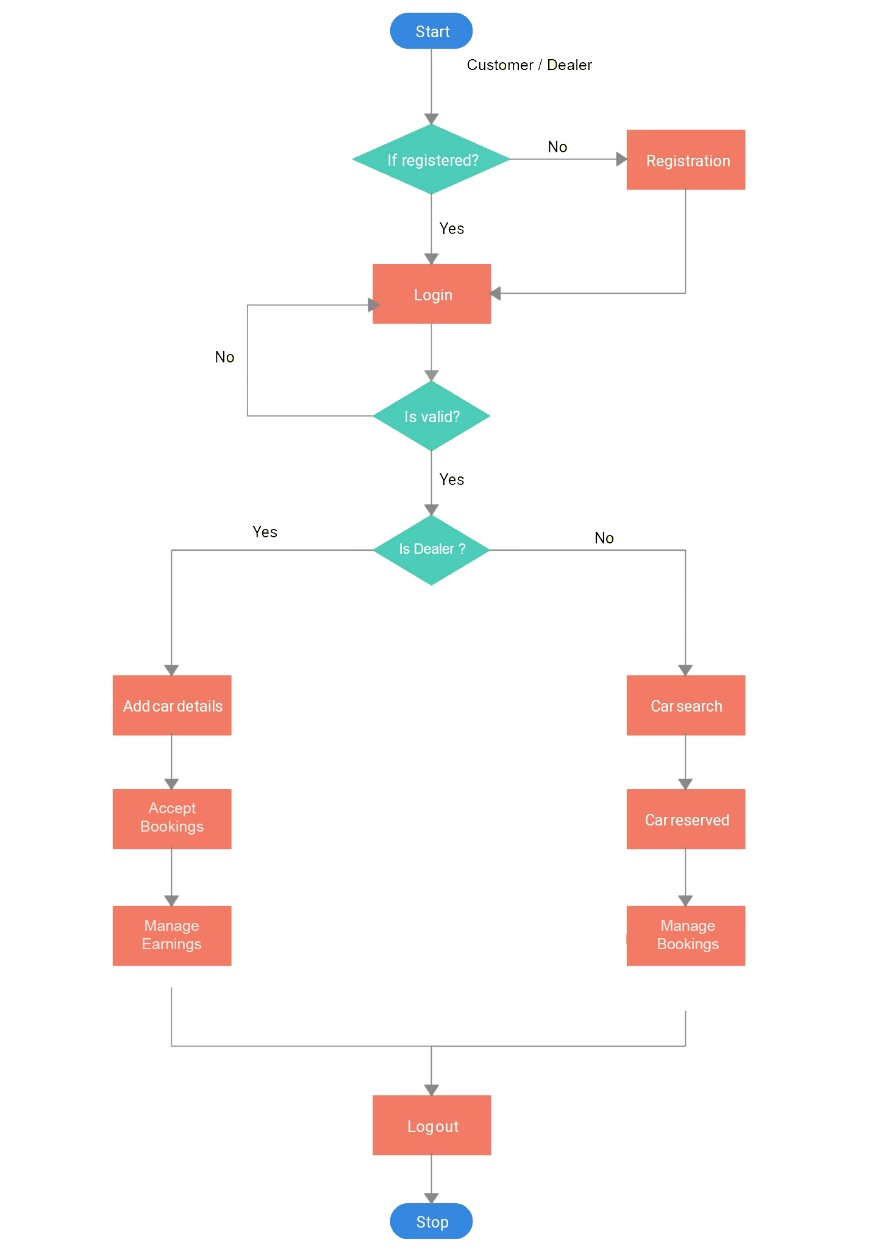 Start
Customer / Dealer
If registered?
No
Registration
Yes
Login
No
Is valid?
Yes
Is Dealer ?
Yes
No
Add car details
Car search
Accept
Bookings
Car reserved
Manage
Earnings
Manage
Bookings
Logout
Stop